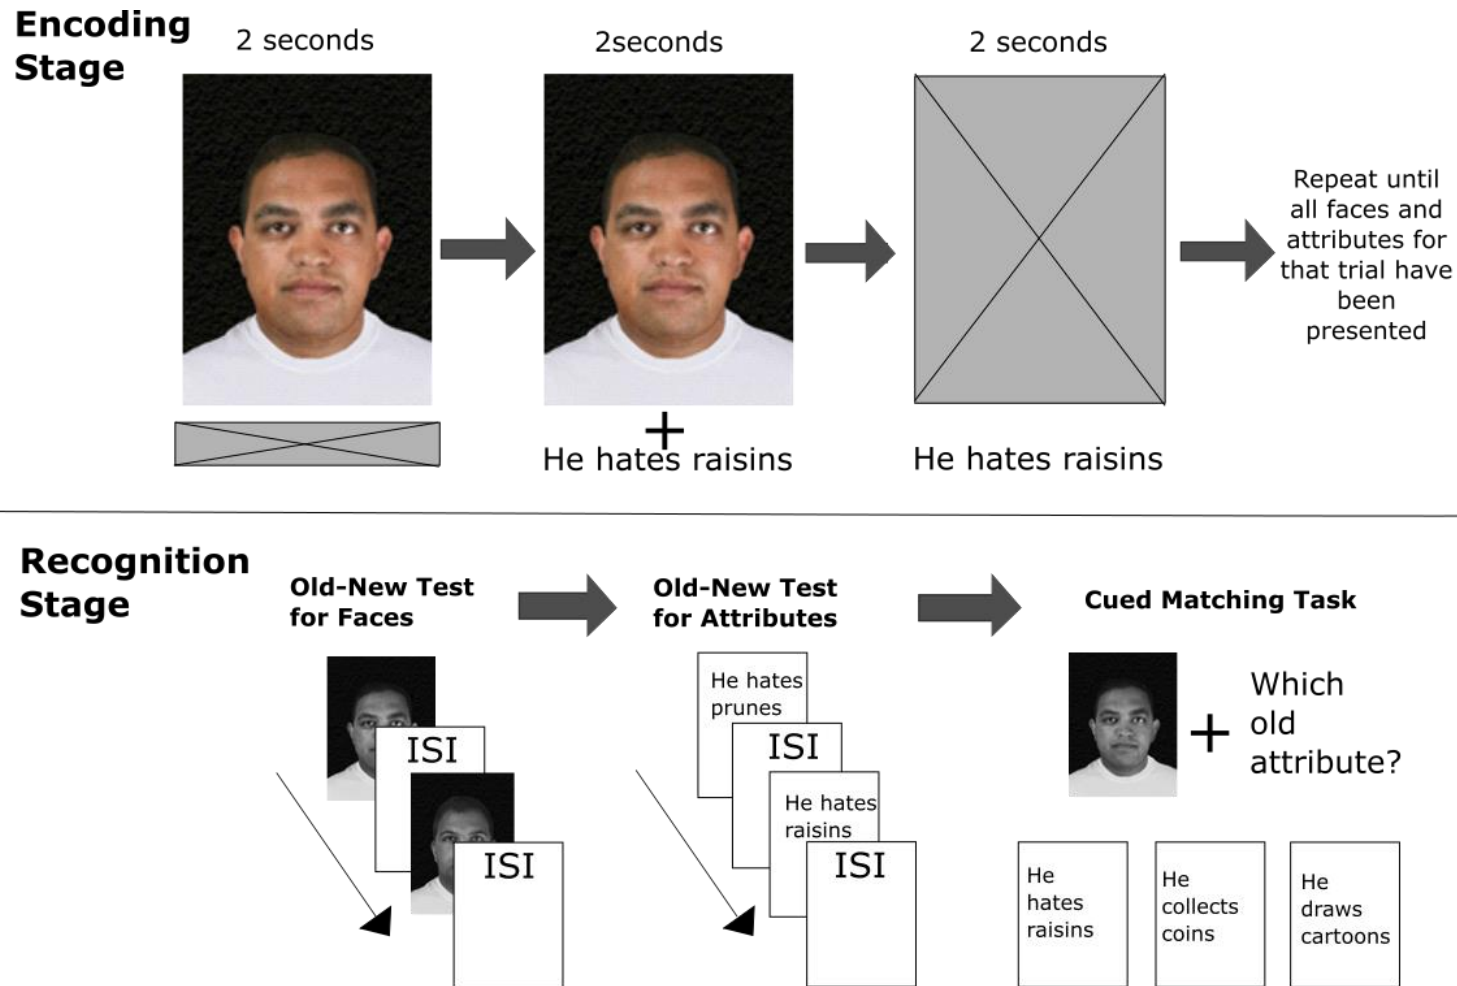 Encoding
Stage
2 seconds
2seconds
2 seconds
+
He hates raisins
He hates raisins
Repeat until
all faces and
attributes for
that trial have
been
presented
Recognition
Stage
Old-New Test
for Faces
Old-New Test
for Attributes
Cued Matching Task
ISI
ISI
He hates
prunes
ISI
He hates
raisins
ISI
+
Which
old
attribute?
He
hates
raisins
He
collects
coins
He
draws
cartoons